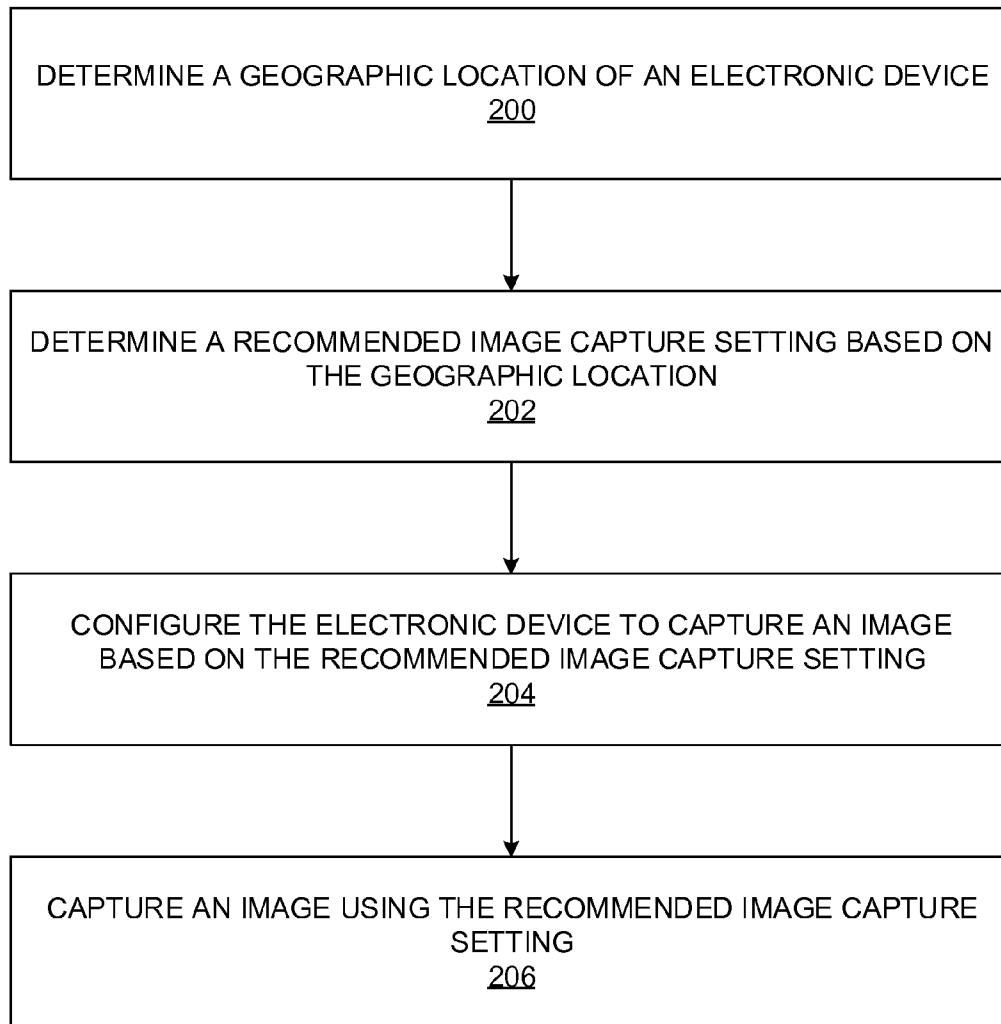 DETERMINE A GEOGRAPHIC LOCATION OF AN ELECTRONIC DEVICE
200
DETERMINE A RECOMMENDED IMAGE CAPTURE SETTING BASED ON
THE GEOGRAPHIC LOCATION
202
CONFIGURE THE ELECTRONIC DEVICE TO CAPTURE AN IMAGE
BASED ON THE RECOMMENDED IMAGE CAPTURE SETTING
204
CAPTURE AN IMAGE USING THE RECOMMENDED IMAGE CAPTURE
SETTING
206